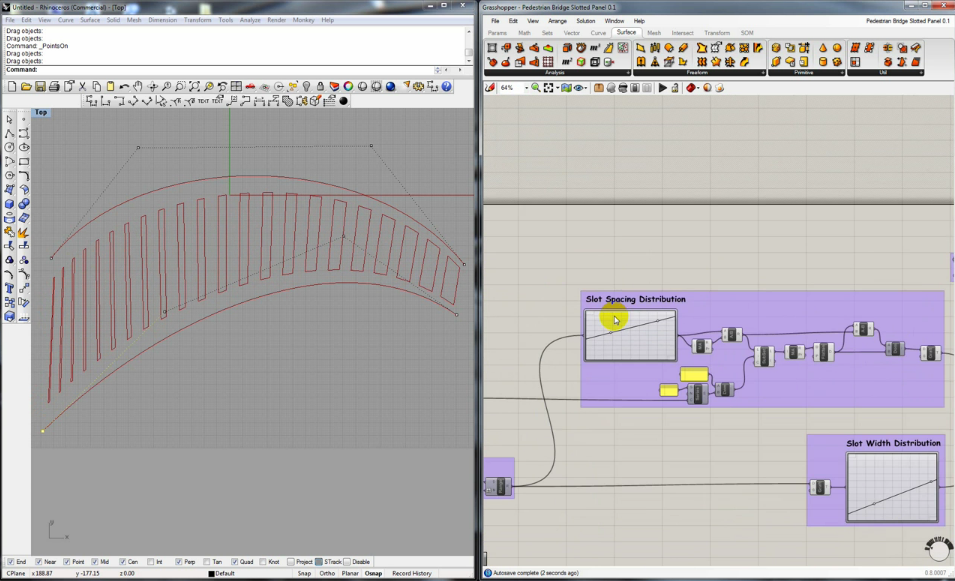 Untitled - Rhinoceros (Commercial) - [Top]
File Edit View Curve Surface Solid Mesh Dimension Transform Tools Analyze Render Monkey Help
Drag objects:
Command: _PointsOn
Drag objects:
Drag objects:
Command:
TEXT TEXT
Top
End Near Point Mid Cen Int Perp Tan Quad Knot Project STrack Disable
CPlane x188.87 y -177.15 z 0.00 Default Snap Ortho Planar Osnap Record History
Grasshopper - Pedestrian Bridge Slotted Panel 0.1
File Edit View Arrange Solution Window Help Pedestrian Bridge Slotted Panel 0.1
Params Math Sets Vector Curve Surface Mesh Intersect Transform SOM
Analysis Freeform Primitive Util
64%
Slot Spacing Distribution
Slot Width Distribution
Autosave complete (2 seconds ago) 0.8.0007